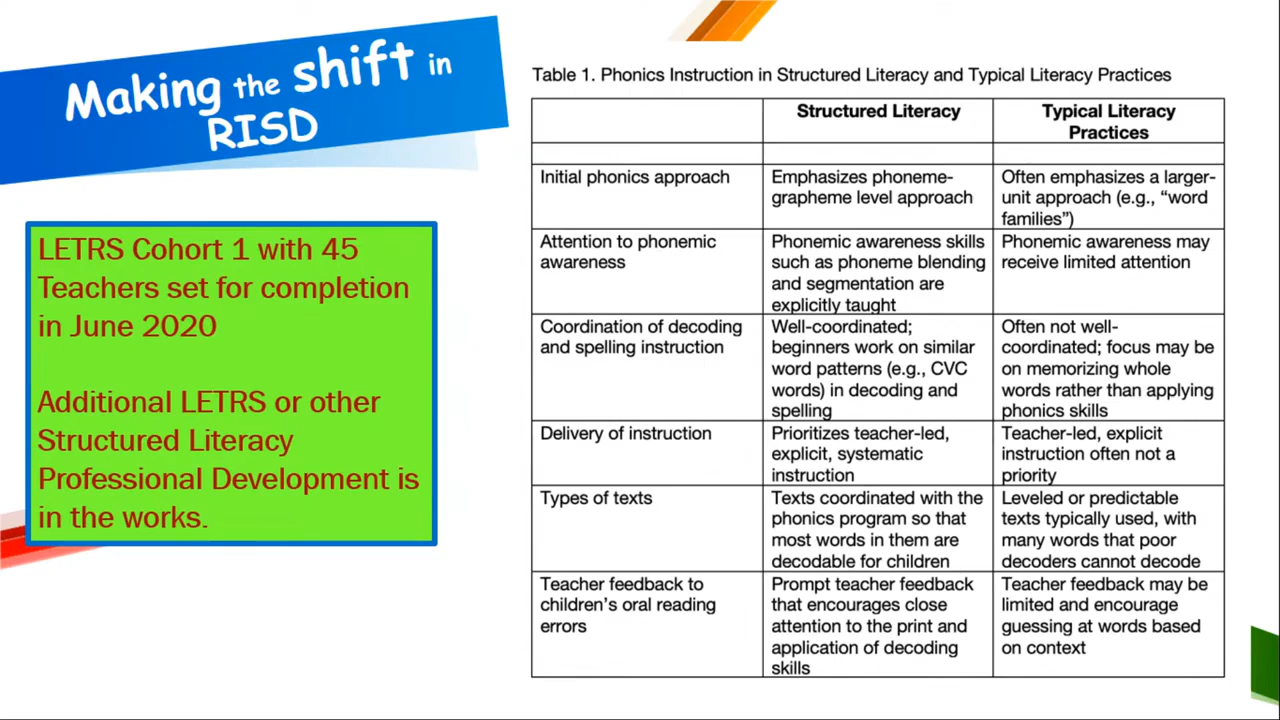 Making the shift in
RISD
LETRS Cohort 1 with 45
Teachers set for completion
in June 2020
Additional LETRS or other
Structured Literacy
Professional Development is
in the works.
Table 1. Phonics Instruction in Structured Literacy and Typical Literacy Practices
Structured Literacy
Typical Literacy
Practices
Initial phonics approach
Emphasizes phoneme-
grapheme level approach
Often emphasizes a larger-
unit approach (e.g., “word
families”)
Attention to phonemic
awareness
Phonemic awareness skills
such as phoneme blending
and segmentation are
explicitly taught
Phonemic awareness may
receive limited attention
Coordination of decoding
and spelling instruction
Well-coordinated;
beginners work on similar
word patterns (e.g., CVC
words) in decoding and
spelling
Often not well-
coordinated; focus may be
on memorizing whole
words rather than applying
phonics skills
Delivery of instruction
Prioritizes teacher-led,
explicit, systematic
instruction
Teacher-led, explicit
instruction often not a
priority
Types of texts
Texts coordinated with the
phonics program so that
most words in them are
decodable for children
Leveled or predictable
texts typically used, with
many words that poor
decoders cannot decode
Teacher feedback to
children’s oral reading
errors
Prompt teacher feedback
that encourages close
attention to the print and
application of decoding
skills
Teacher feedback may be
limited and encourage
guessing at words based
on context